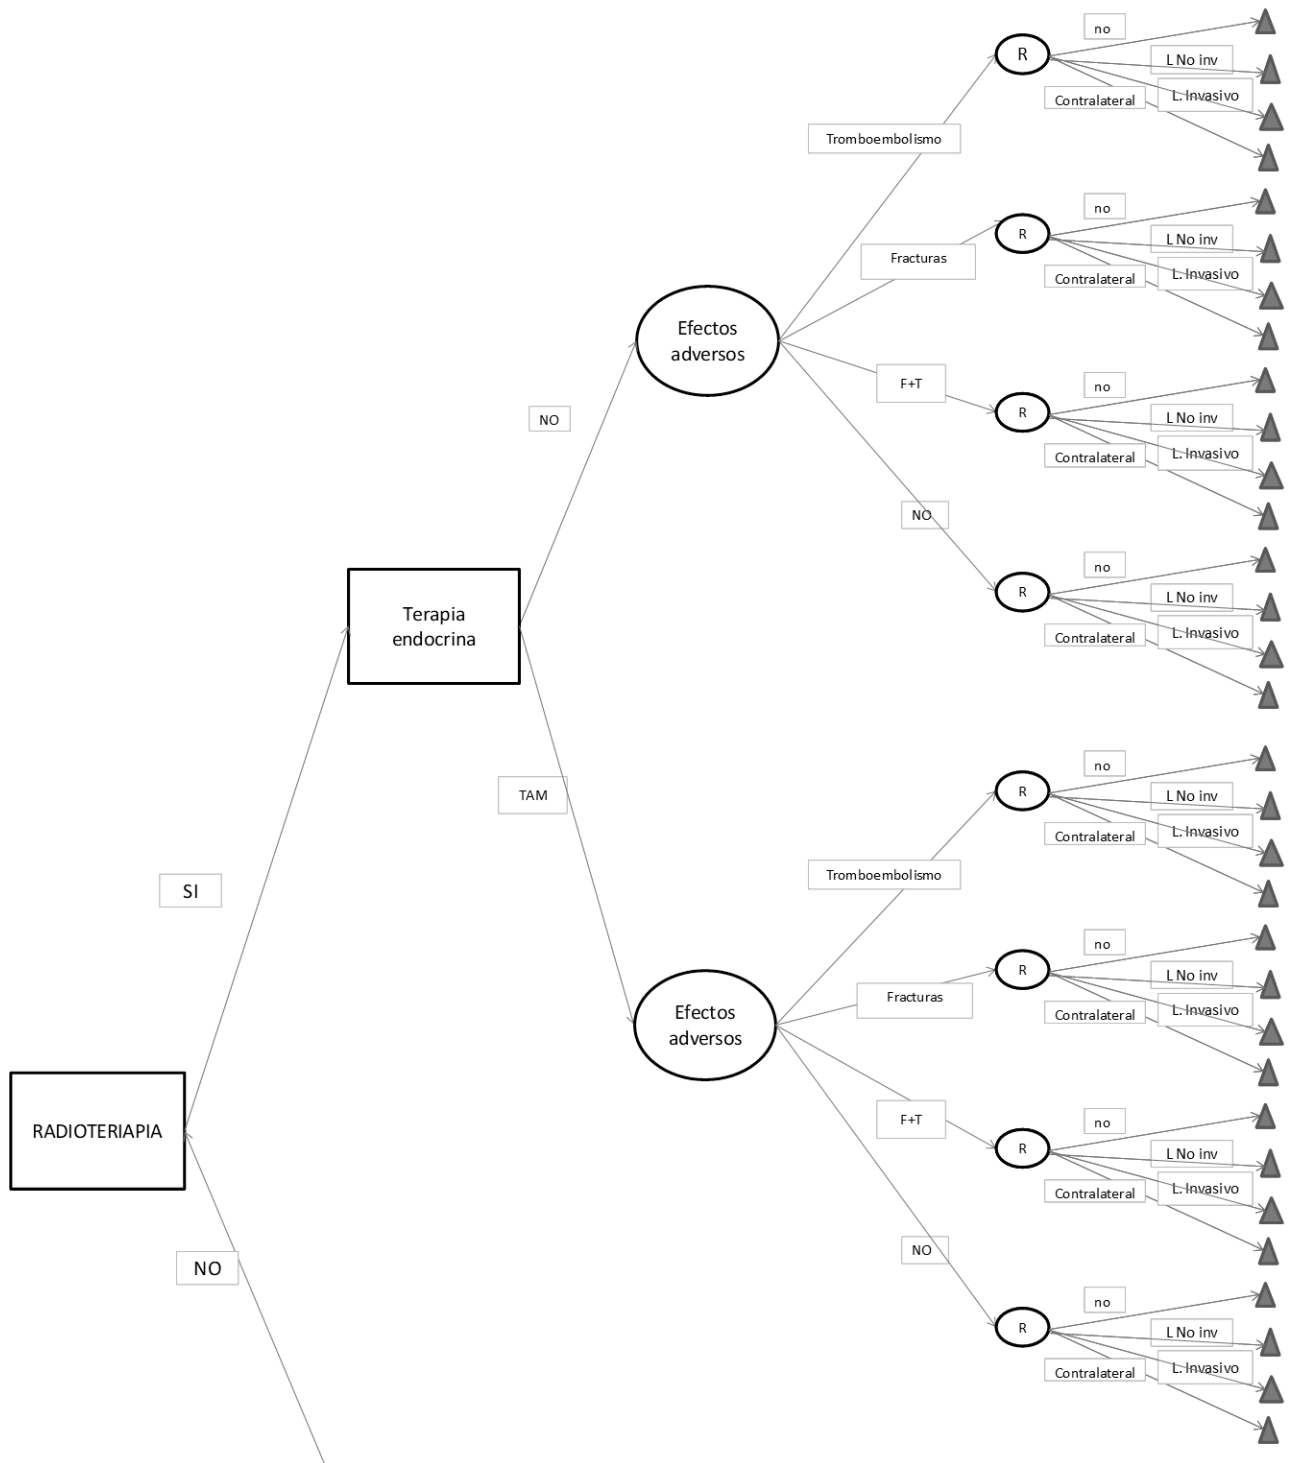 no
R
L No inv
L. Invasivo
Contralateral
Tromboembolismo
no
R
L No inv
Fracturas
L. Invasivo
Contralateral
Efectos
adversos
no
F+T
R
L No inv
NO
L. Invasivo
Contralateral
NO
no
R
L No inv
Terapia
endocrina
L. Invasivo
Contralateral
no
TAM
R
L No inv
L. Invasivo
Contralateral
Tromboembolismo
SI
no
R
L No inv
Fracturas
L. Invasivo
Contralateral
Efectos
adversos
F+T
no
RADIOTERIAPIA
R
L No inv
L. Invasivo
Contralateral
NO
NO
no
R
L No inv
L. Invasivo
Contralateral